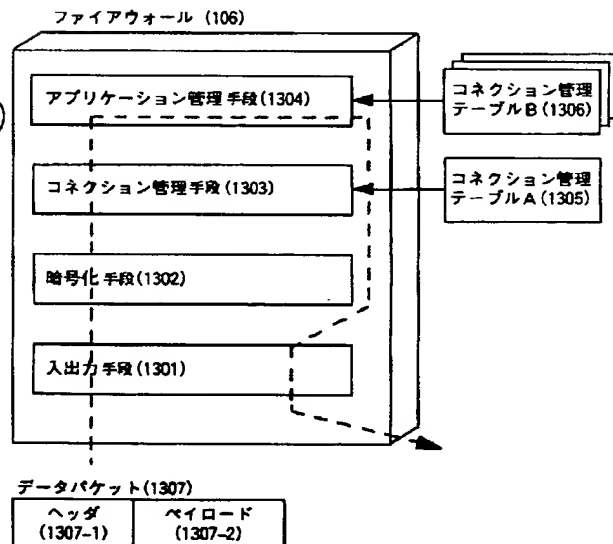 ファイアウォール (106)
アプリケーション管理手段(1304)
コネクション管理
テーブルB(1306)
コネクション管理手段(1303)
コネクション管理
テーブルA(1305)
暗号化手段(1302)
入出力手段(1301)
データパケット(1307)
ヘッダ
(1307-1)
ペイロード
(1307-2)